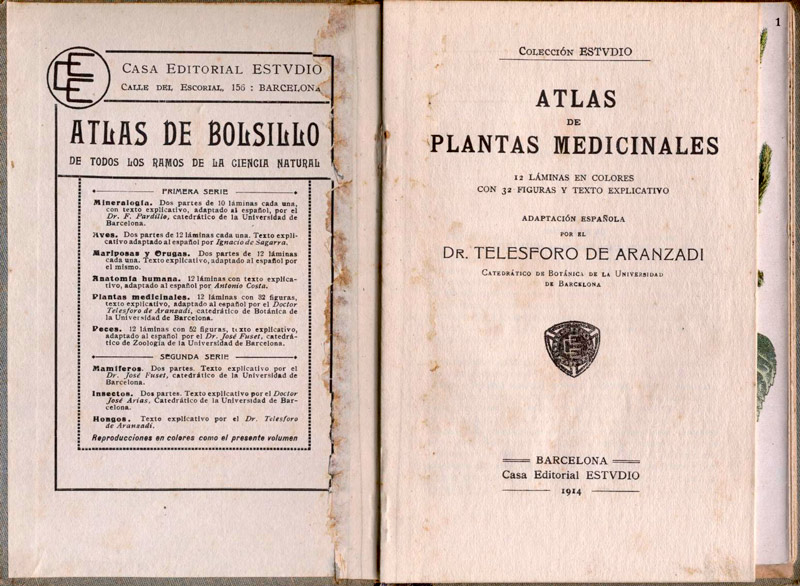 CEE
CASA EDITORIAL ESTVDIO
CALLE DEL ESCORIAL, 156 : BARCELONA
ATLAS DE BOLSILLO
DE TODOS LOS RAMOS DE LA CIENCIA NATURAL
PRIMERA SERIE
Mineralogía. Dos partes de 10 láminas cada una,
con texto explicativo, adaptado al español, por el
Dr. F. Pardillo, catedrático de la Universidad de
Barcelona.
Aves. Dos partes de 12 láminas cada una. Texto expli-
cativo adaptado al español por Ignacio de Sagarra.
Mariposas y Orugas. Dos partes de 12 láminas
cada una. Texto explicativo, adaptado al español por
el mismo.
Anatomía humana. 12 láminas con texto explica-
tivo, adaptado al español por Antonio Costa.
Plantas medicinales. 12 láminas con 32 figuras,
texto explicativo, adaptado al español por el Doctor
Telesforo de Aranzadi, catedrático de Botánica de
la Universidad de Barcelona.
Peces. 12 láminas con 52 figuras, texto explicativo,
adaptado al español por el Dr. José Fuset, catedrá-
tico de Zoología de la Universidad de Barcelona.
SEGUNDA SERIE
Mamíferos. Dos partes. Texto explicativo por el
Dr. José Fuset, catedrático de la Universidad de
Barcelona.
Insectos. Dos partes. Texto explicativo por el Doctor
José Arias, Catedrático de la Universidad de Bar-
celona.
Hongos. Texto explicativo por el Dr. Telesforo
de Aranzadi.
Reproducciones en colores como el presente volumen
COLECCIÓN ESTVDIO
ATLAS
DE
PLANTAS MEDICINALES
12 LÁMINAS EN COLORES
CON 32 FIGURAS Y TEXTO EXPLICATIVO
ADAPTACIÓN ESPAÑOLA
POR EL
DR. TELESFORO DE ARANZADI
CATEDRÁTICO DE BOTÁNICA DE LA UNIVERSIDAD
DE BARCELONA
BARCELONA
Casa Editorial ESTVDIO
1914
1